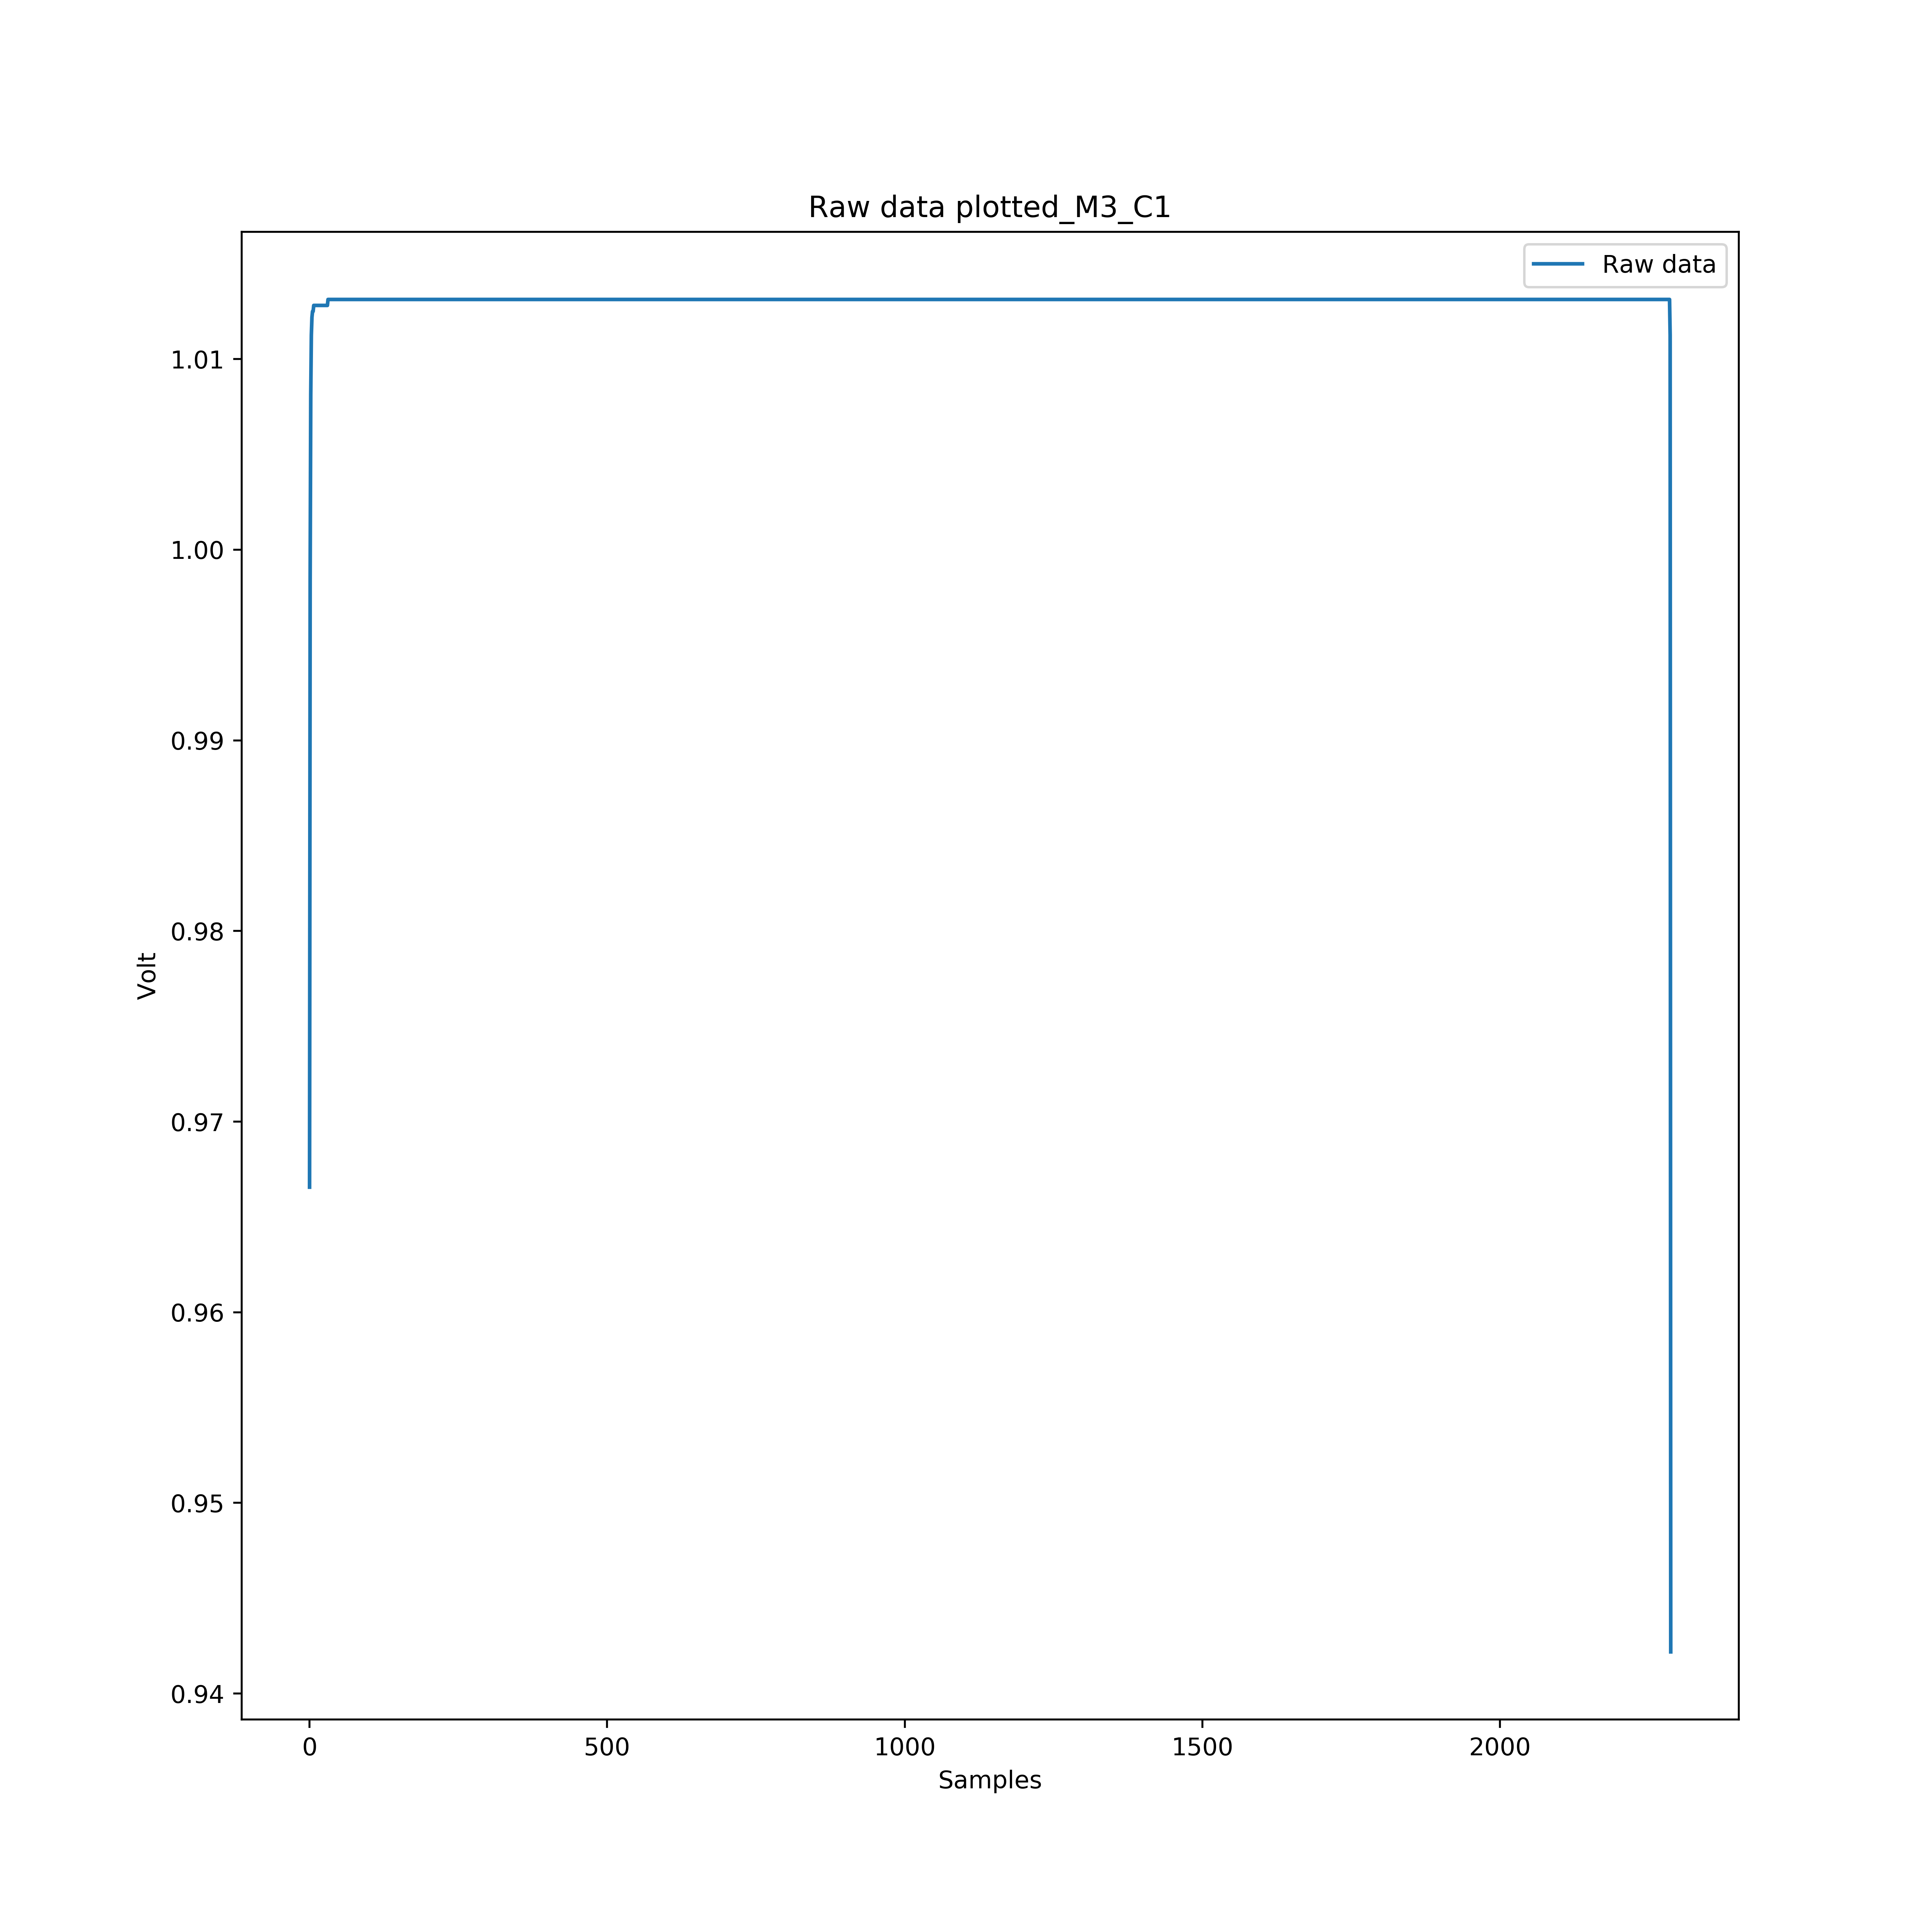 Raw data plotted_M3_C1
Raw data
1.01
1.00
0.99
0.98
0.97
0.96
0.95
0.94
Volt
0 500 1000 1500 2000
Samples